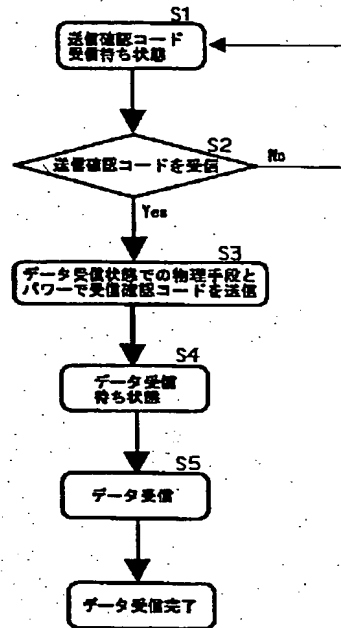 S1
送信確認コード
受信待ち状態
S2
送信確認コードを受信
No
Yes
S3
データ受信状態での物理手段と
パワーで受信確認コードを送信
S4
データ受信
待ち状態
S5
データ受信
データ受信完了